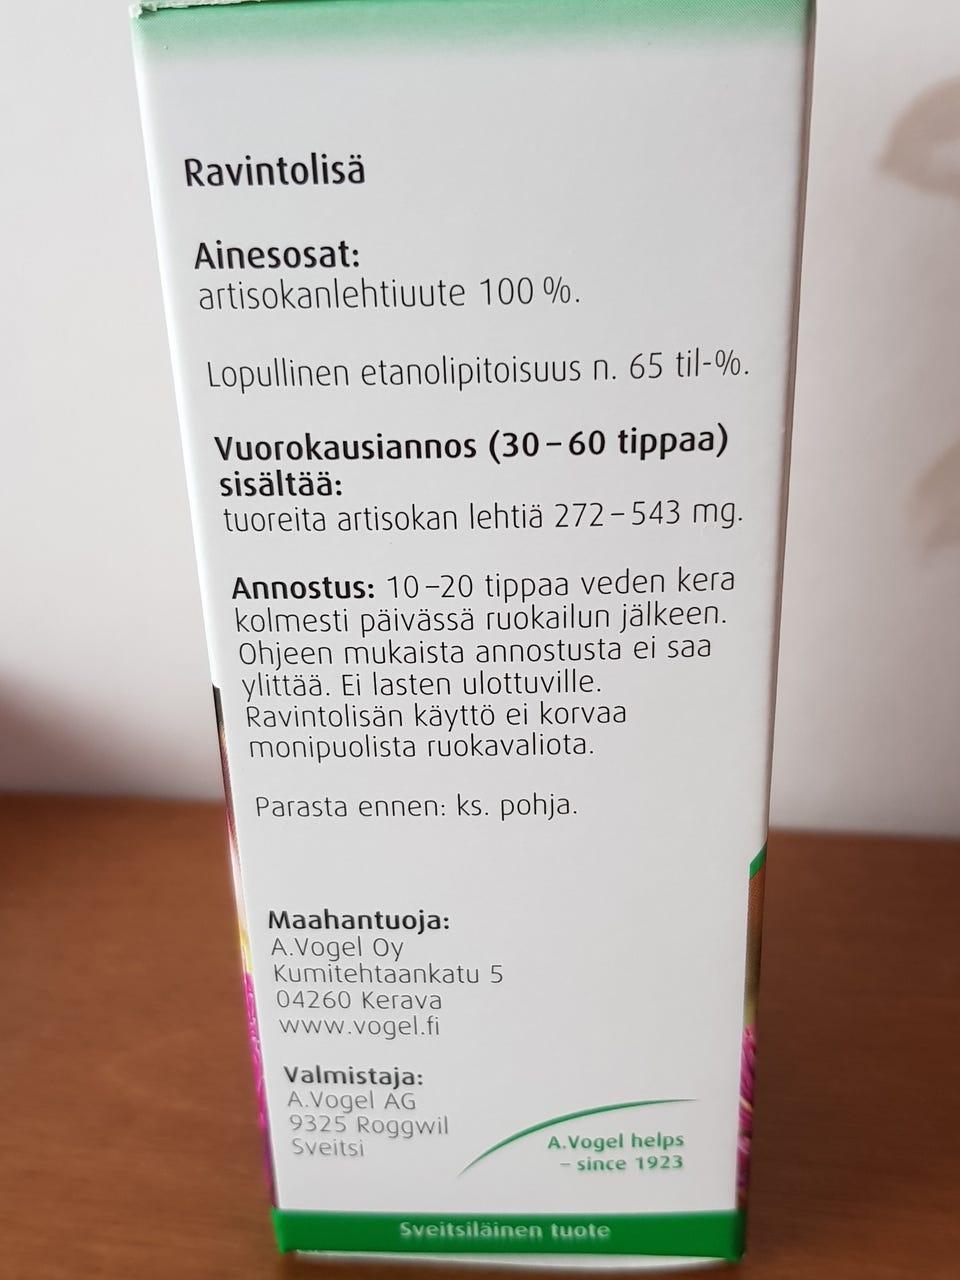 Ravintolisä
Ainesosat:
artisokanlehtiuute 100 %.
Lopullinen etanolipitoisuus n. 65 til-%.
Vuorokausiannos (30–60 tippaa)
sisältää:
tuoreita artisokan lehtiä 272–543 mg.
Annostus: 10–20 tippaa veden kera
kolmesti päivässä ruokailun jälkeen.
Ohjeen mukaista annostusta ei saa
ylittää. Ei lasten ulottuville.
Ravintolisän käyttö ei korvaa
monipuolista ruokavaliota.
Parasta ennen: ks. pohja.
Maahantuoja:
A.Vogel Oy
Kumitehtaankatu 5
04260 Kerava
www.vogel.fi
Valmistaja:
A.Vogel AG
9325 Roggwil
Sveitsi
A.Vogel helps
– since 1923
Sveitsiläinen tuote